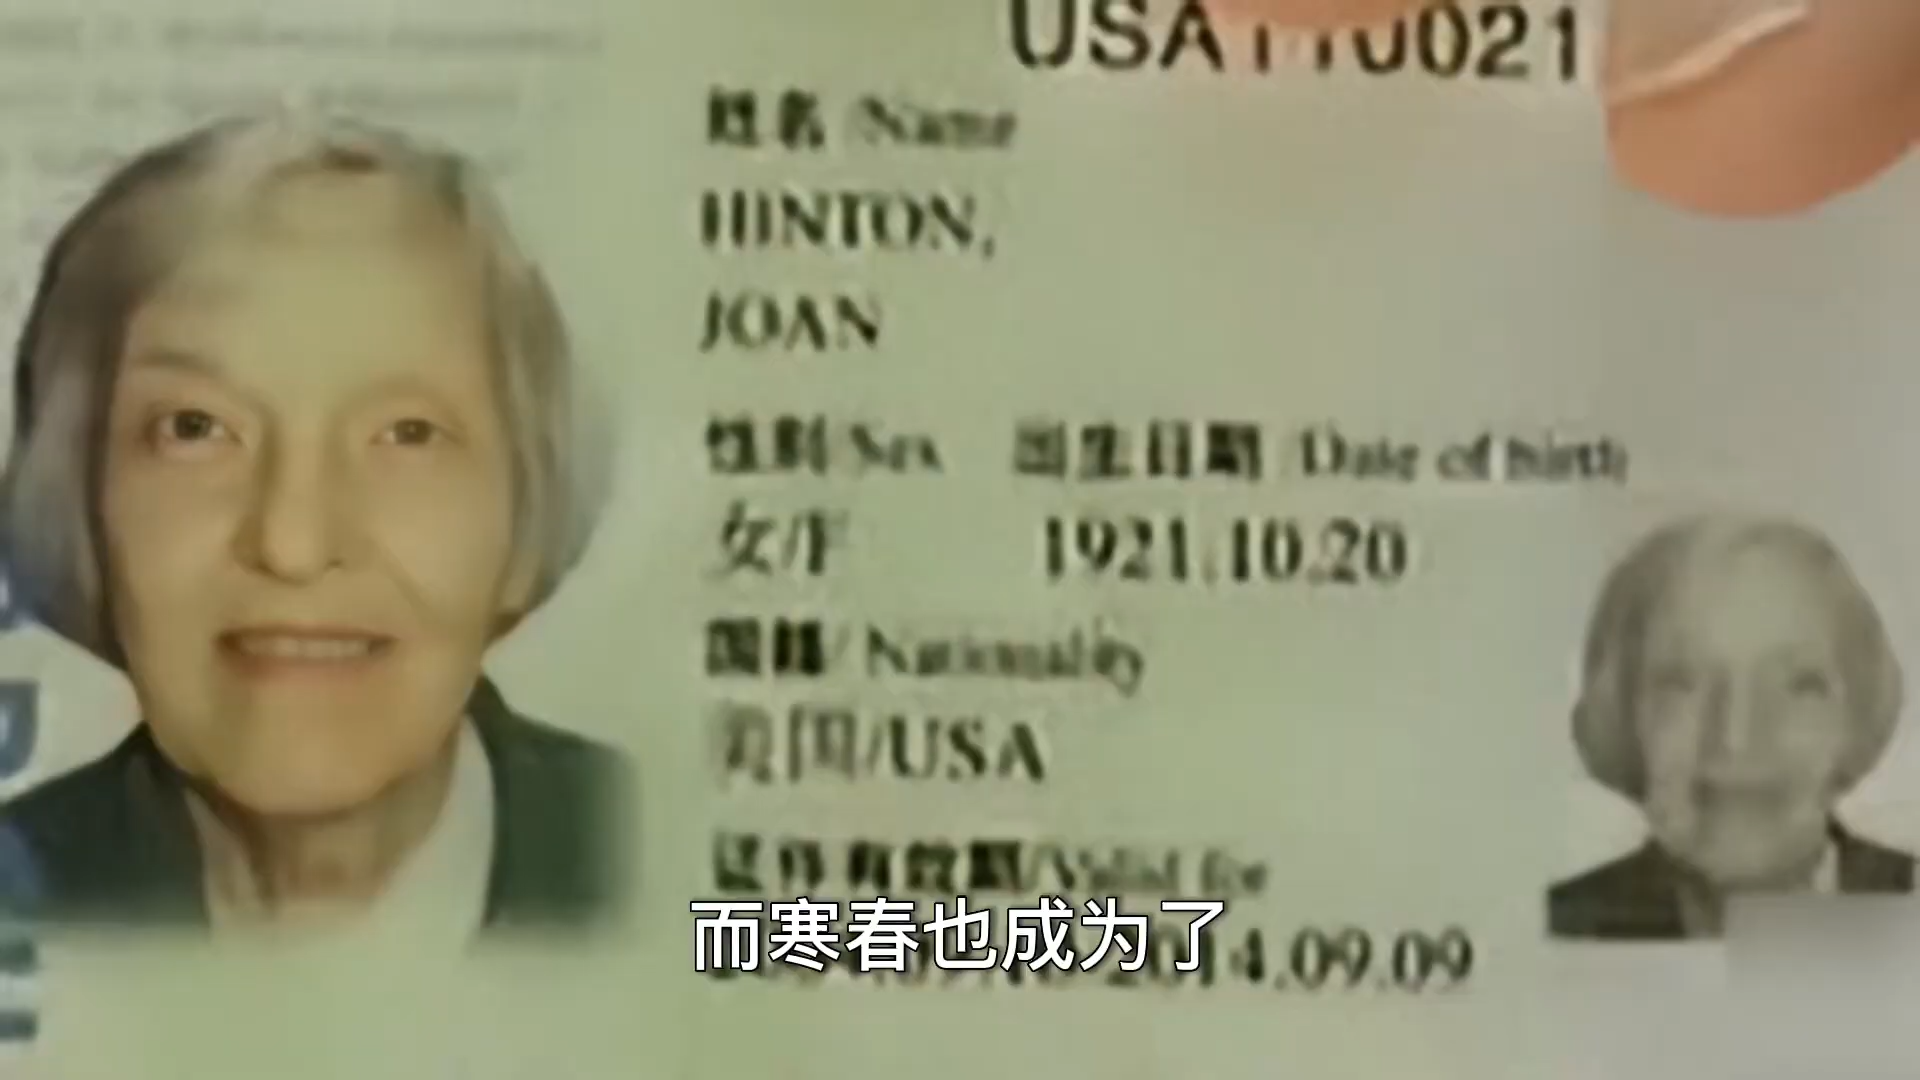 USA110021
姓名/Name
HINTON,
JOAN
性别/Sex 出生日期/Date of birth
女/F 1921.10.20
国籍/Nationality
美国/USA
证件有效期/Valid for
2014.09.09
而寒春也成为了